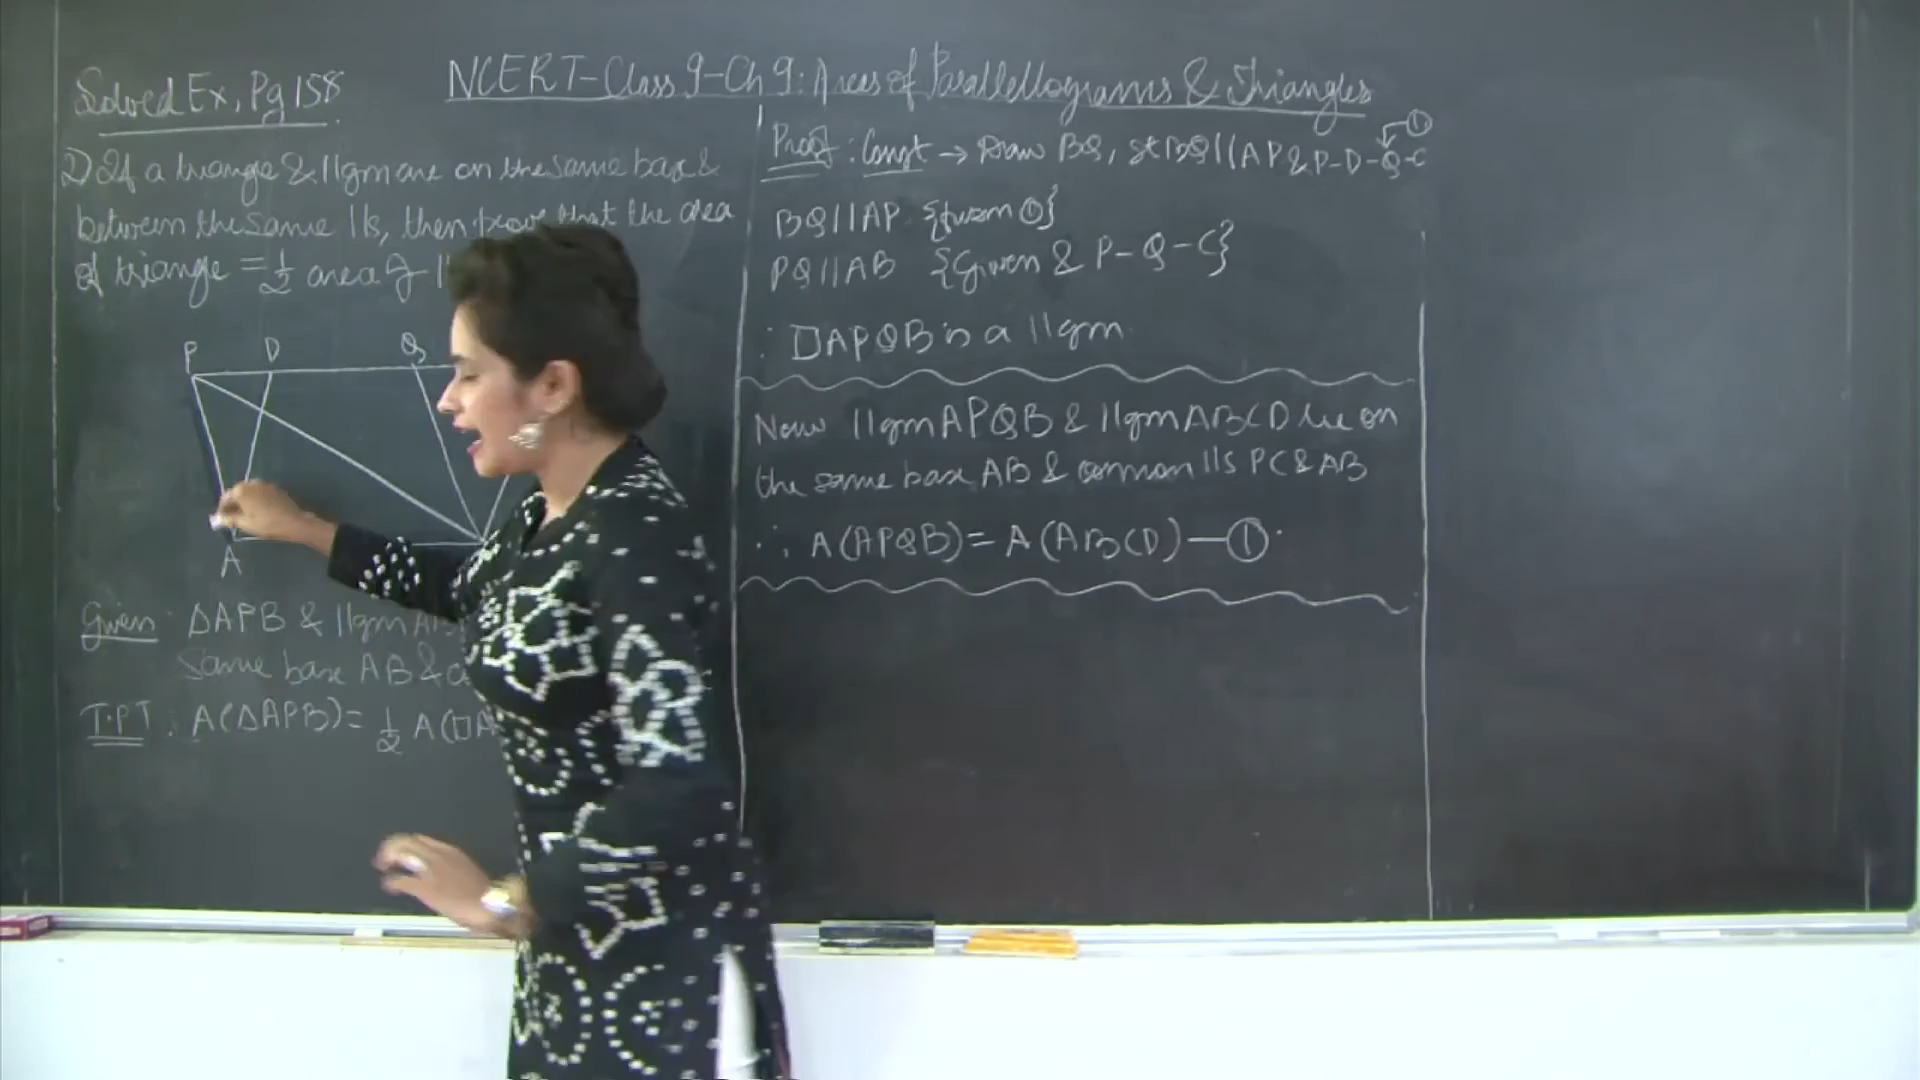 NCERT-Class 9-Ch 9: Areas of Parallellograms & Triangles
Solved Ex, Pg 158
2) If a triangle & ||gm are on the same base &
between the same ||s, then prove that the area
of triangle = 1/2 area of ||
P D Q
A
Given: ΔAPB & ||gm AB
Same base AB &
T.P.T: A(ΔAPB) = 1/2 A(□A
Proof: Const → Draw BQ, st BQ||AP & P-D-Q-C ①
BQ||AP {from ①}
PQ||AB {Given & P-Q-C}
∴ □APQB is a ||gm
Now ||gm APQB & ||gm ABCD lie on
the same base AB & common ||s PC & AB
∴ A(APQB) = A(ABCD) — ①